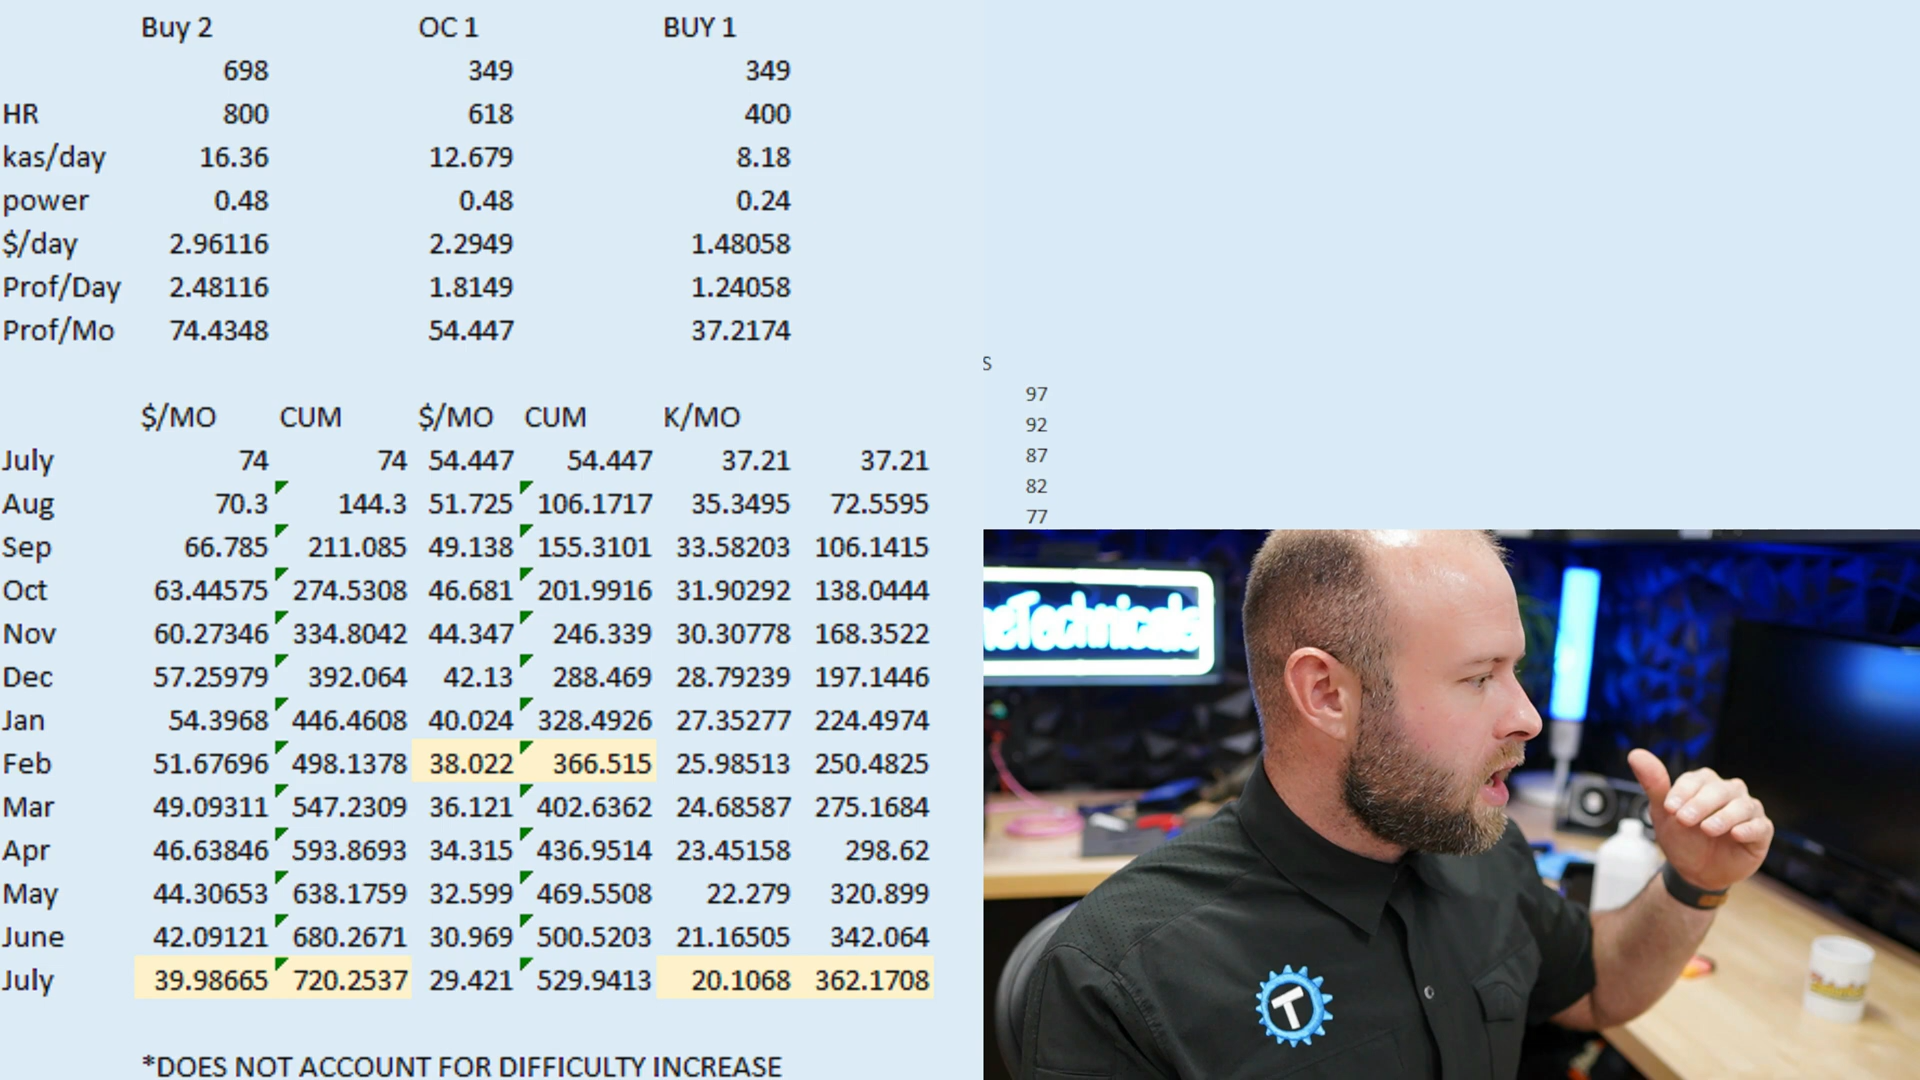 Buy 2 OC 1 BUY 1
698 349 349
HR 800 618 400
kas/day 16.36 12.679 8.18
power 0.48 0.48 0.24
$/day 2.96116 2.2949 1.48058
Prof/Day 2.48116 1.8149 1.24058
Prof/Mo 74.4348 54.447 37.2174
$/MO CUM $/MO CUM K/MO
July 74 74 54.447 54.447 37.21 37.21
Aug 70.3 144.3 51.725 106.1717 35.3495 72.5595
Sep 66.785 211.085 49.138 155.3101 33.58203 106.1415
Oct 63.44575 274.5308 46.681 201.9916 31.90292 138.0444
Nov 60.27346 334.8042 44.347 246.339 30.30778 168.3522
Dec 57.25979 392.064 42.13 288.469 28.79239 197.1446
Jan 54.3968 446.4608 40.024 328.4926 27.35277 224.4974
Feb 51.67696 498.1378 38.022 366.515 25.98513 250.4825
Mar 49.09311 547.2309 36.121 402.6362 24.68587 275.1684
Apr 46.63846 593.8693 34.315 436.9514 23.45158 298.62
May 44.30653 638.1759 32.599 469.5508 22.279 320.899
June 42.09121 680.2671 30.969 500.5203 21.16505 342.064
July 39.98665 720.2537 29.421 529.9413 20.1068 362.1708
*DOES NOT ACCOUNT FOR DIFFICULTY INCREASE
S
97
92
87
82
77
eTechnicals
T